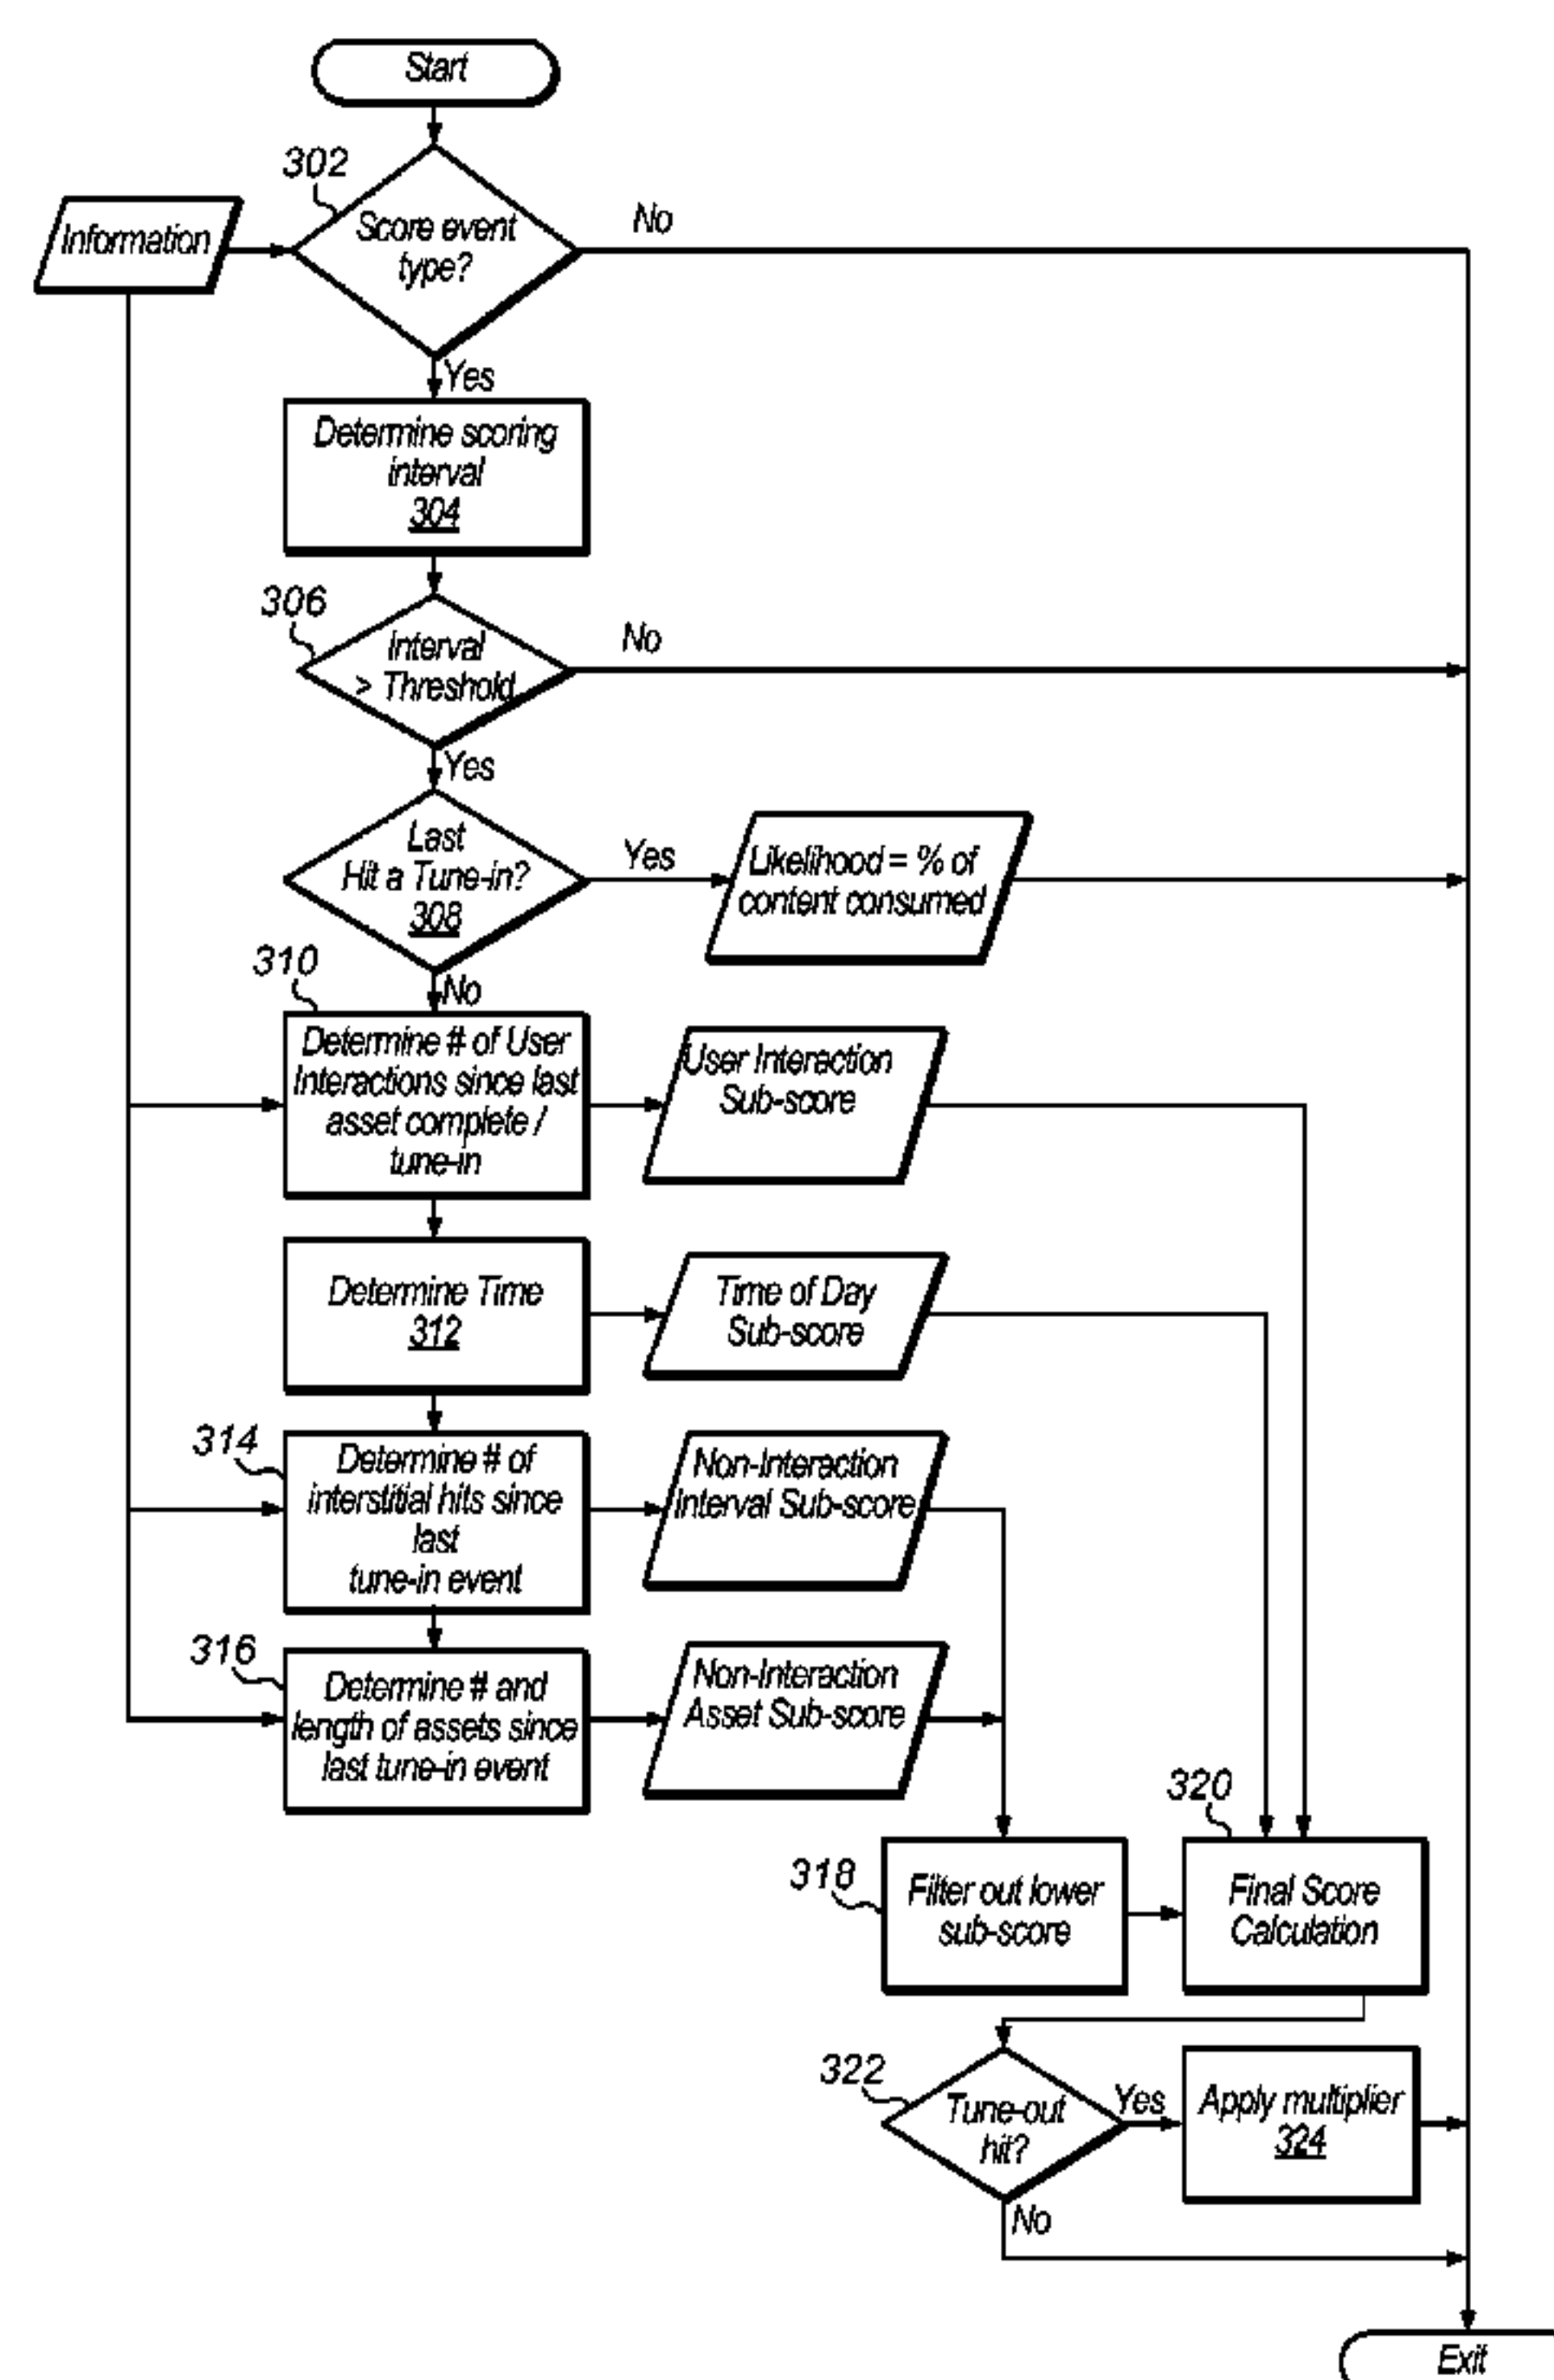 Start
302
Information
Score event
type?
No
Yes
Determine scoring
interval
304
306
Interval
> Threshold
No
Yes
Last
Hit a Tune-in?
308
Yes
Likelihood = % of
content consumed
No
310
Determine # of User
Interactions since last
asset complete /
tune-in
User Interaction
Sub-score
Determine Time
312
Time of Day
Sub-score
314
Determine # of
interstitial hits since
last
tune-in event
Non-Interaction
Interval Sub-score
316
Determine # and
length of assets since
last tune-in event
Non-Interaction
Asset Sub-score
318
Filter out lower
sub-score
320
Final Score
Calculation
322
Tune-out
hit?
Yes
Apply multiplier
324
No
Exit